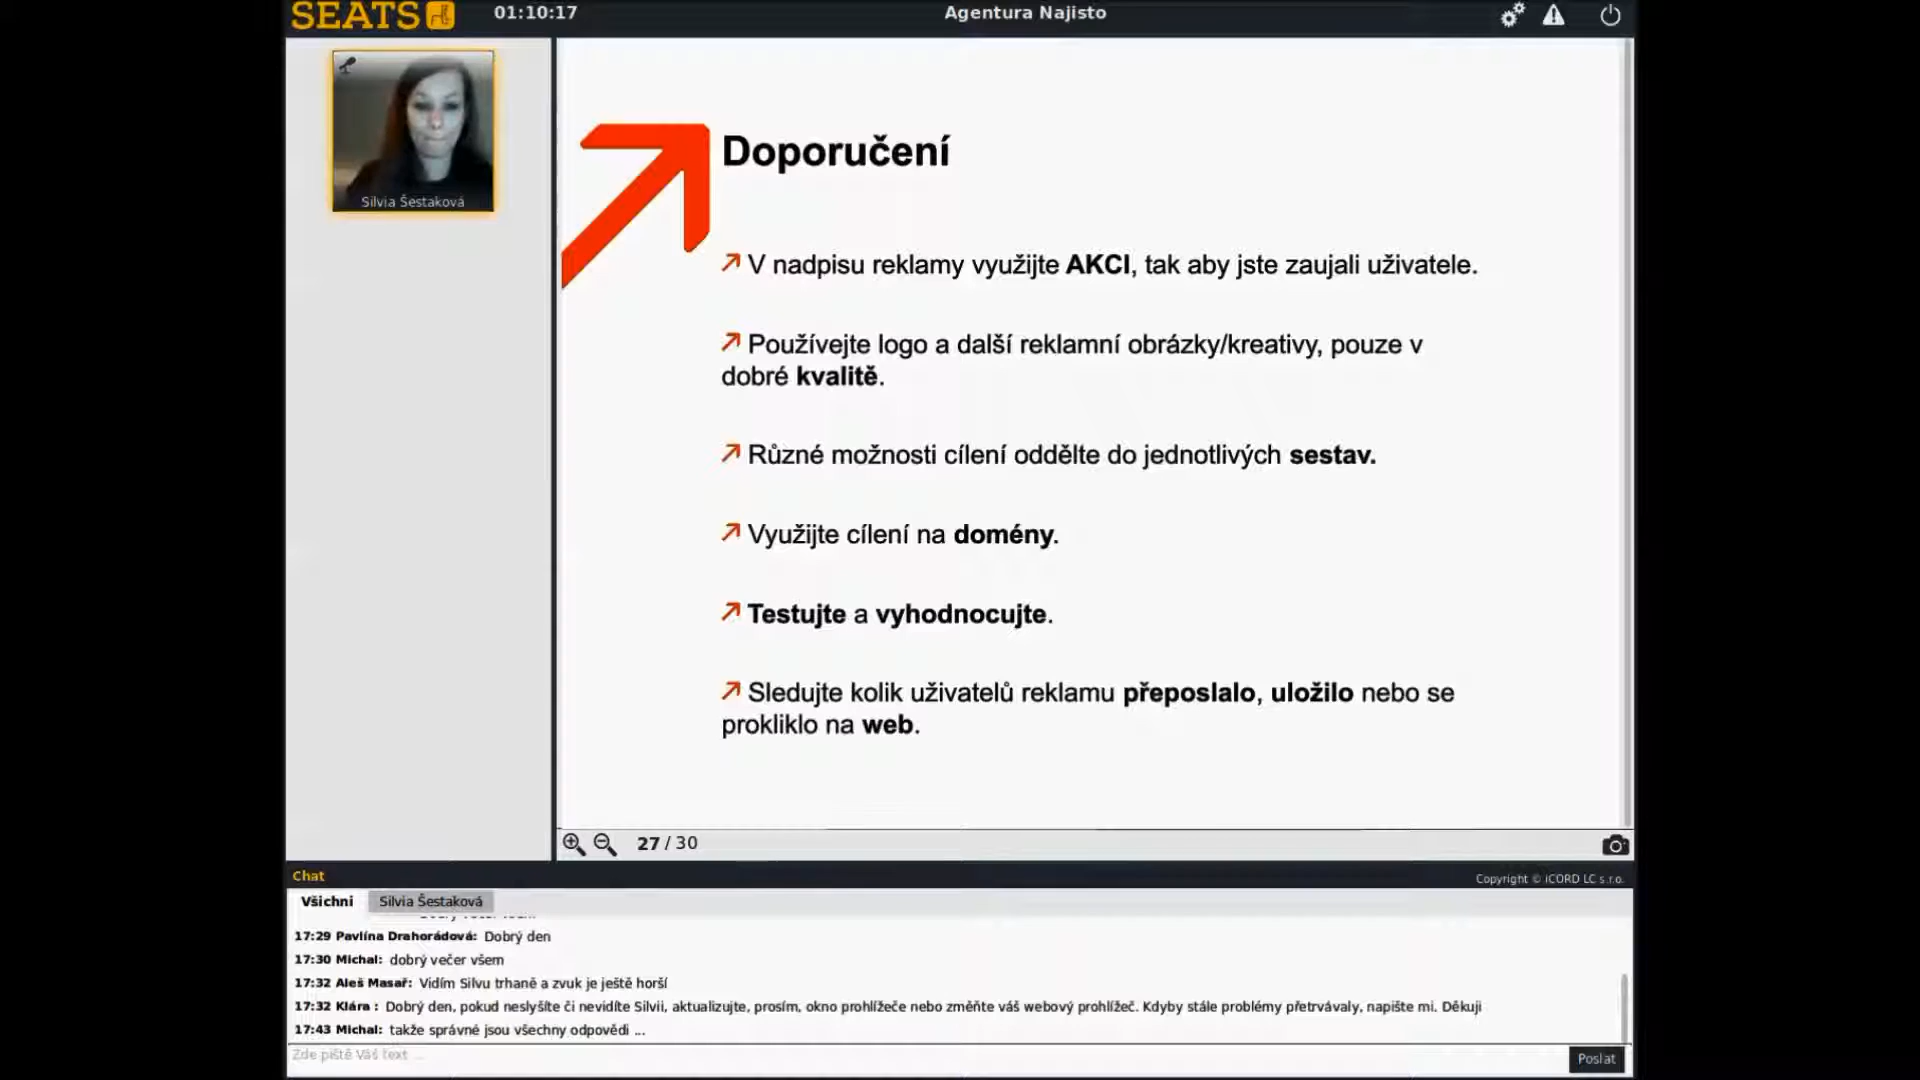 SEATS
01:10:17
Agentura Najisto
Silvia Šestaková
Doporučení
V nadpisu reklamy využijte AKCI, tak aby jste zaujali uživatele.
Používejte logo a další reklamní obrázky/kreativy, pouze v
dobré kvalitě.
Různé možnosti cílení oddělte do jednotlivých sestav.
Využijte cílení na domény.
Testujte a vyhodnocujte.
Sledujte kolik uživatelů reklamu přeposlalo, uložilo nebo se
prokliklo na web.
27 / 30
Chat
Copyright © iCORD LC s.r.o.
Všichni
Silvia Šestaková
17:29 Pavlína Drahorádová: Dobrý den
17:30 Michal: dobrý večer všem
17:32 Aleš Masař: Vidím Silvu trhaně a zvuk je ještě horší
17:32 Klára : Dobrý den, pokud neslyšíte či nevidíte Silvii, aktualizujte, prosím, okno prohlížeče nebo změňte váš webový prohlížeč. Kdyby stále problémy přetrvávaly, napište mi. Děkuji
17:43 Michal: takže správné jsou všechny odpovědi ...
Zde piště Váš text ...
Poslat